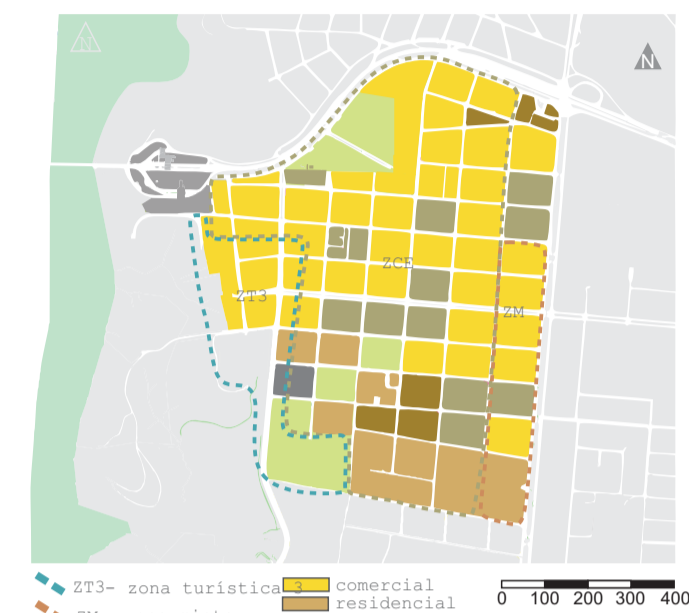 N
N
ZCE
ZT3
ZM
ZT3- zona turística 3
comercial
residencial
0 100 200 300 400